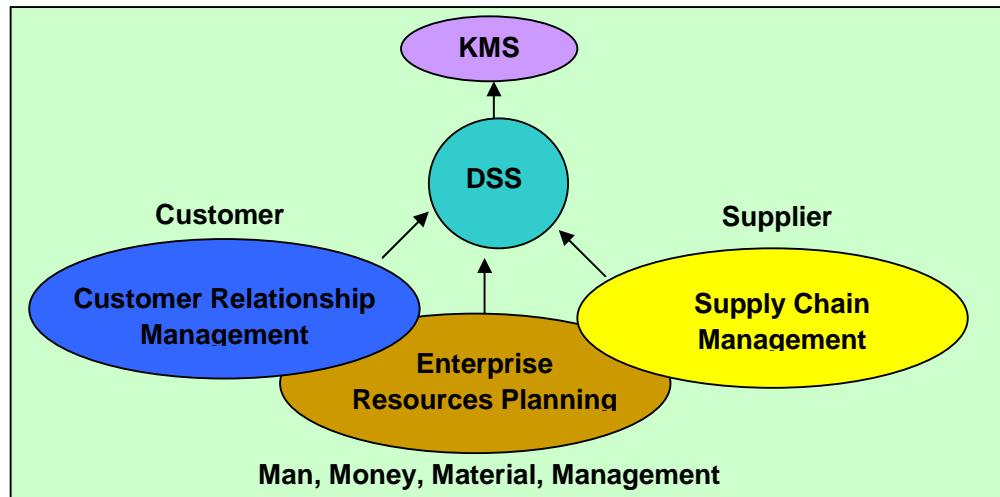 KMS
DSS
Customer
Supplier
Customer Relationship
Management
Supply Chain
Management
Enterprise
Resources Planning
Man, Money, Material, Management